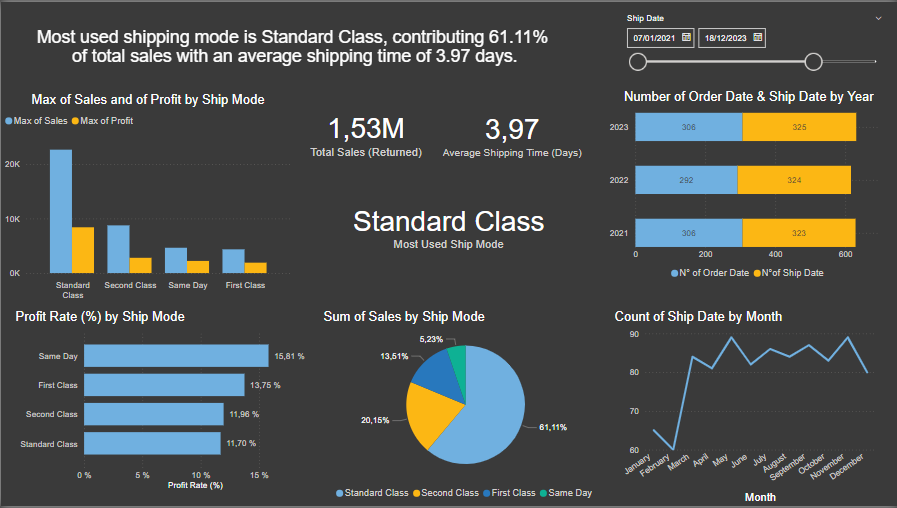 Most used shipping mode is Standard Class, contributing 61.11%
of total sales with an average shipping time of 3.97 days.
Ship Date
07/01/2021
18/12/2023
Max of Sales and of Profit by Ship Mode
Max of Sales
Max of Profit
20K
10K
0K
Standard
Class
Second Class
Same Day
First Class
1,53M
Total Sales (Returned)
3,97
Average Shipping Time (Days)
Standard Class
Most Used Ship Mode
Number of Order Date & Ship Date by Year
2023
306
325
2022
292
324
2021
306
323
0
200
400
600
N° of Order Date
N°of Ship Date
Profit Rate (%) by Ship Mode
Same Day
15,81 %
First Class
13,75 %
Second Class
11,96 %
Standard Class
11,70 %
0 %
5 %
10 %
15 %
Profit Rate (%)
Sum of Sales by Ship Mode
5,23%
13,51%
20,15%
61,11%
Standard Class
Second Class
First Class
Same Day
Count of Ship Date by Month
90
80
70
60
January
February
March
April
May
June
July
August
September
October
November
December
Month